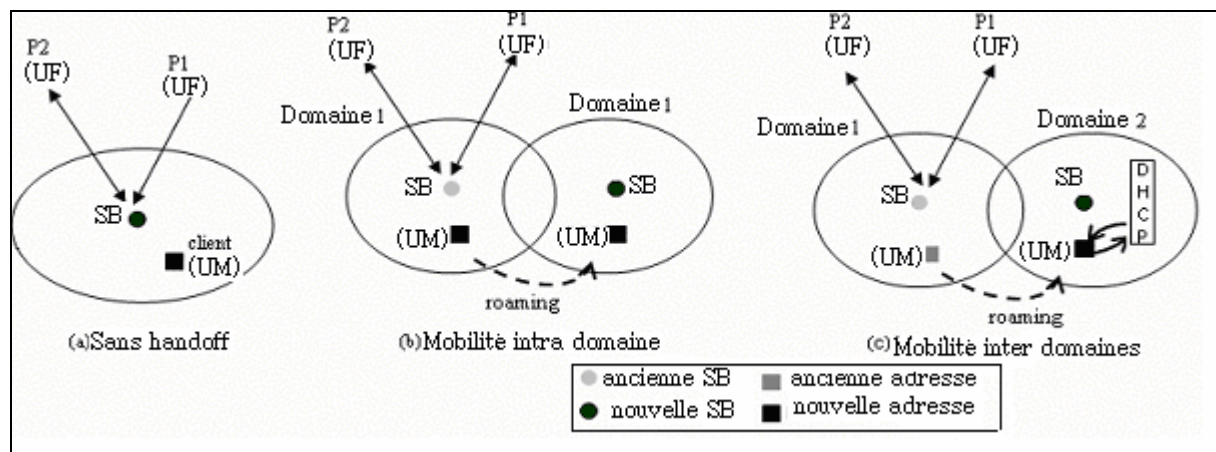 P2
(UF)
P1
(UF)
SB
client
(UM)
(a)Sans handoff
P2
(UF)
P1
(UF)
Domaine1
Domaine1
SB
SB
(UM)
(UM)
roaming
(b)Mobilité intra domaine
P2
(UF)
P1
(UF)
Domaine1
Domaine 2
SB
SB
D
H
C
P
(UM)
(UM)
roaming
(c)Mobilité inter domaines
ancienne SB
ancienne adresse
nouvelle SB
nouvelle adresse